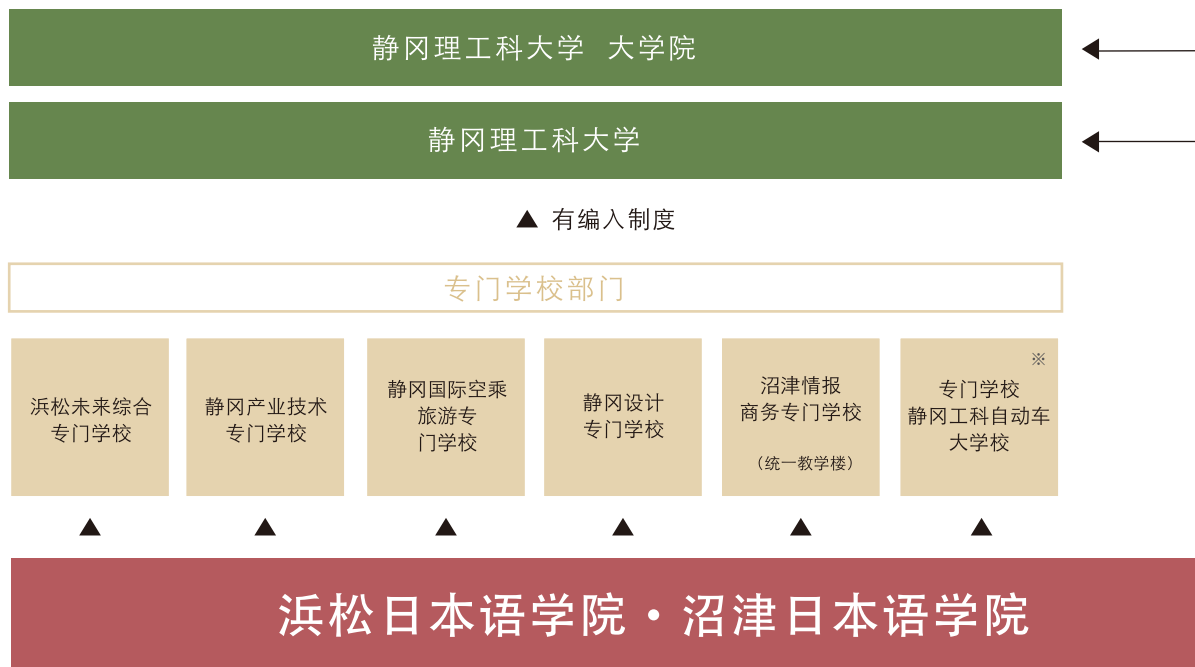 静冈理工科大学 大学院
静冈理工科大学
▲ 有编入制度
专门学校部门
浜松未来综合
专门学校
静冈产业技术
专门学校
静冈国际空乘
旅游专
门学校
静冈设计
专门学校
沼津情报
商务专门学校
（统一教学楼）
※
专门学校
静冈工科自动车
大学校
浜松日本语学院・沼津日本语学院